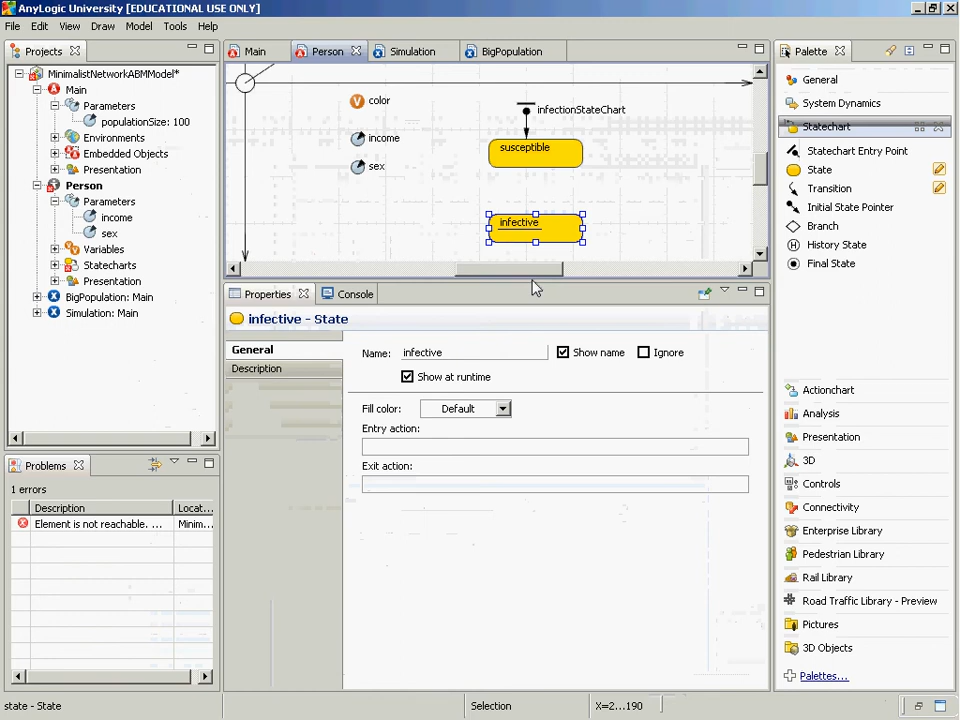 AnyLogic University [EDUCATIONAL USE ONLY]
File Edit View Draw Model Tools Help
Projects
MinimalistNetworkABMModel*
Main
Parameters
populationSize: 100
Environments
Embedded Objects
Presentation
Person
Parameters
income
sex
Variables
Statecharts
Presentation
BigPopulation: Main
Simulation: Main
Problems
1 errors
Description Locat...
Element is not reachable. ... Minim...
Main Person Simulation BigPopulation
color
income
sex
infectionStateChart
susceptible
infective
Properties Console
infective - State
General
Description
Name: infective Show name Ignore
Show at runtime
Fill color: Default
Entry action:
Exit action:
Palette
General
System Dynamics
Statechart
Statechart Entry Point
State
Transition
Initial State Pointer
Branch
History State
Final State
Actionchart
Analysis
Presentation
3D
Controls
Connectivity
Enterprise Library
Pedestrian Library
Rail Library
Road Traffic Library - Preview
Pictures
3D Objects
Palettes...
state - State Selection X=2...190